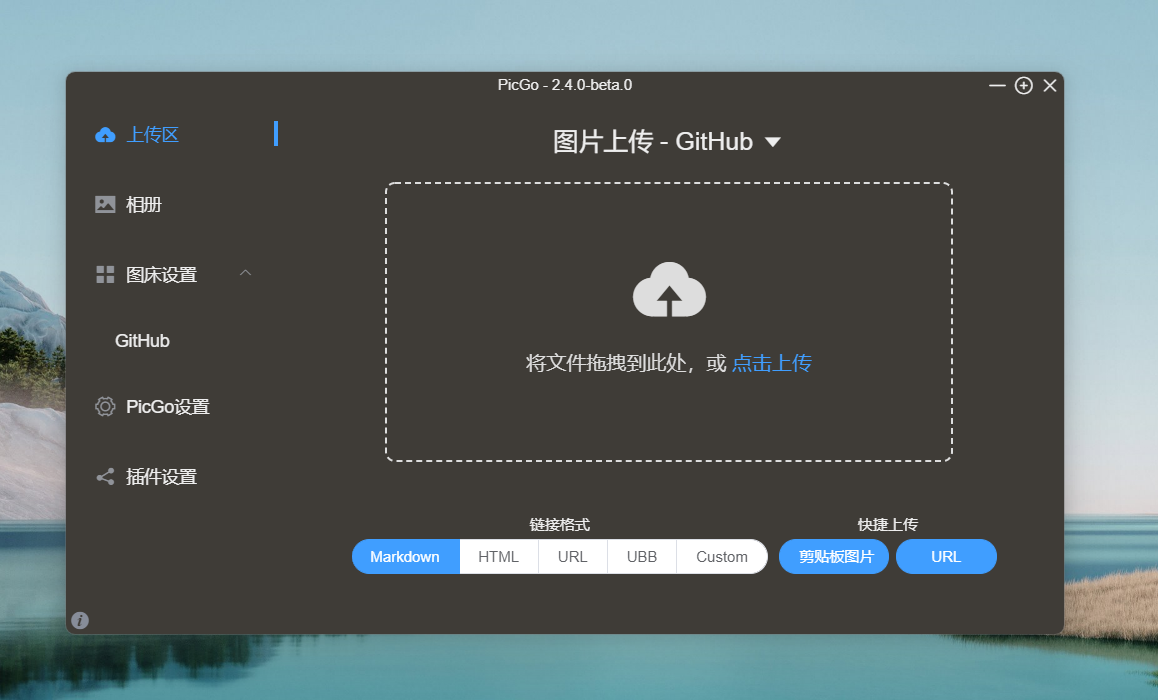 PicGo - 2.4.0-beta.0
上传区
相册
图床设置
GitHub
PicGo设置
插件设置
图片上传 - GitHub
将文件拖拽到此处，或 点击上传
链接格式
Markdown HTML URL UBB Custom
快捷上传
剪贴板图片 URL
i